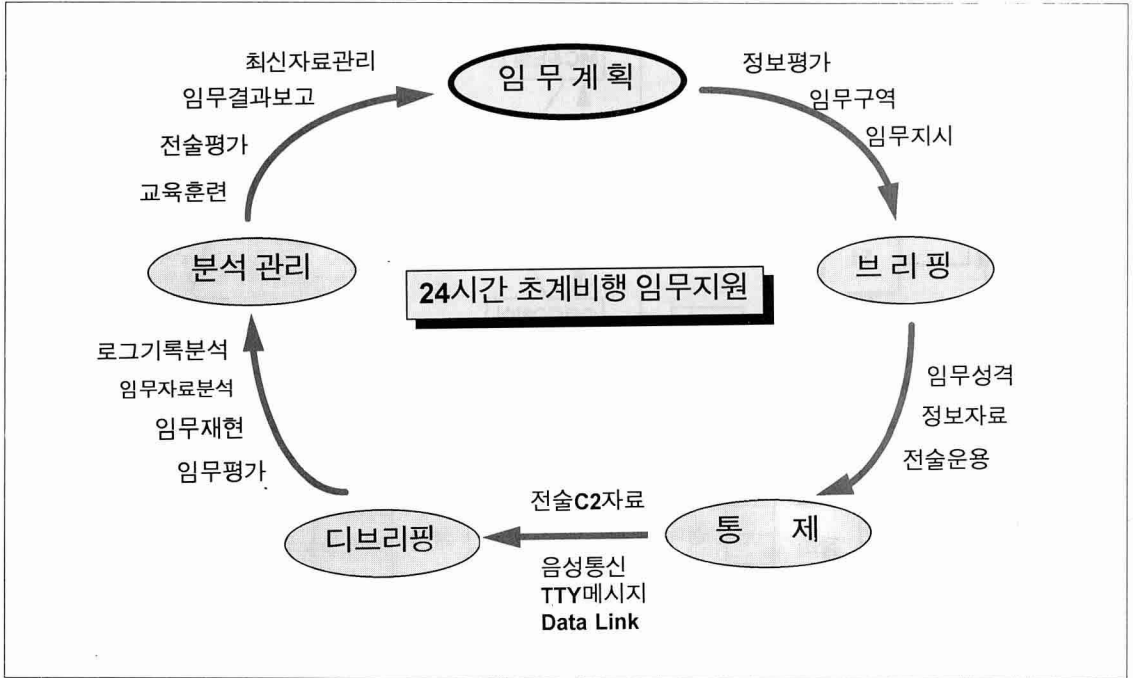 임 무 계 획
정보평가
임무구역
임무지시
브 리 핑
임무성격
정보자료
전술운용
통 제
전술C2자료
음성통신
TTY메시지
Data Link
디브리핑
로그기록분석
임무자료분석
임무재현
임무평가
분석 관리
최신자료관리
임무결과보고
전술평가
교육훈련
24시간 초계비행 임무지원